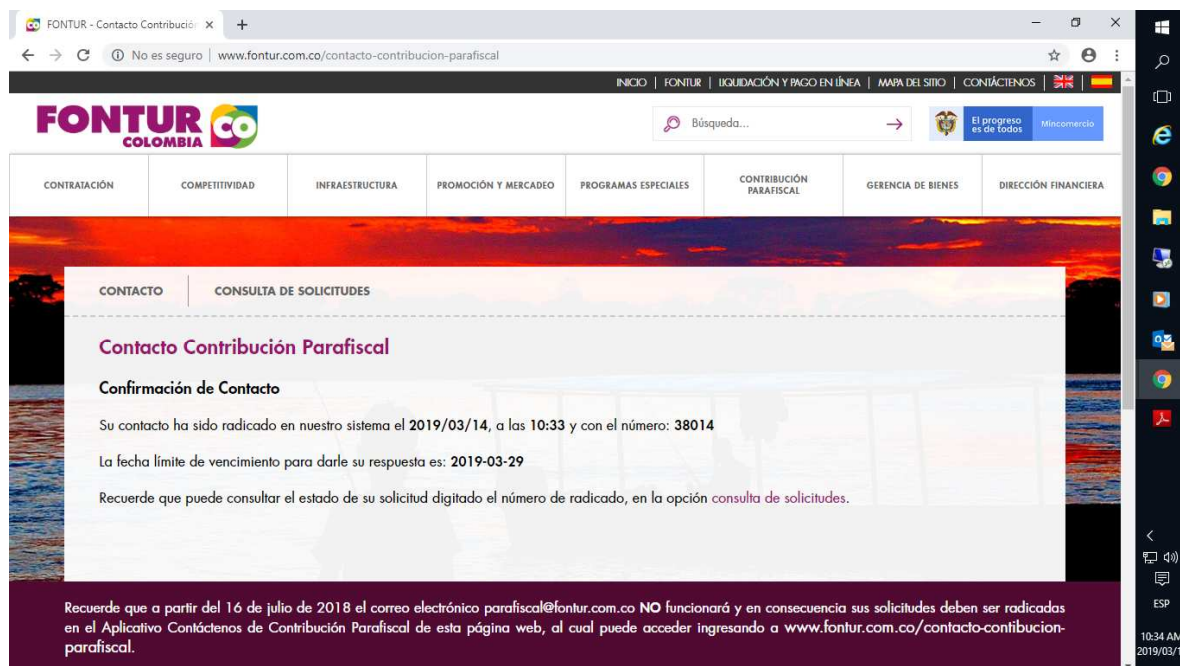 FONTUR - Contacto Contribución
No es seguro | www.fontur.com.co/contacto-contribucion-parafiscal
INICIO | FONTUR | LIQUIDACIÓN Y PAGO EN LÍNEA | MAPA DEL SITIO | CONTÁCTENOS
FONTUR CO
COLOMBIA
Búsqueda...
El progreso
es de todos
Mincomercio
CONTRATACIÓN
COMPETITIVIDAD
INFRAESTRUCTURA
PROMOCIÓN Y MERCADEO
PROGRAMAS ESPECIALES
CONTRIBUCIÓN
PARAFISCAL
GERENCIA DE BIENES
DIRECCIÓN FINANCIERA
CONTACTO
CONSULTA DE SOLICITUDES
Contacto Contribución Parafiscal
Confirmación de Contacto
Su contacto ha sido radicado en nuestro sistema el 2019/03/14, a las 10:33 y con el número: 38014
La fecha límite de vencimiento para darle su respuesta es: 2019-03-29
Recuerde que puede consultar el estado de su solicitud digitado el número de radicado, en la opción consulta de solicitudes.
Recuerde que a partir del 16 de julio de 2018 el correo electrónico parafiscal@fontur.com.co NO funcionará y en consecuencia sus solicitudes deben ser radicadas
en el Aplicativo Contáctenos de Contribución Parafiscal de esta página web, al cual puede acceder ingresando a www.fontur.com.co/contacto-contibucion-
parafiscal.
ESP
10:34 AM
2019/03/1